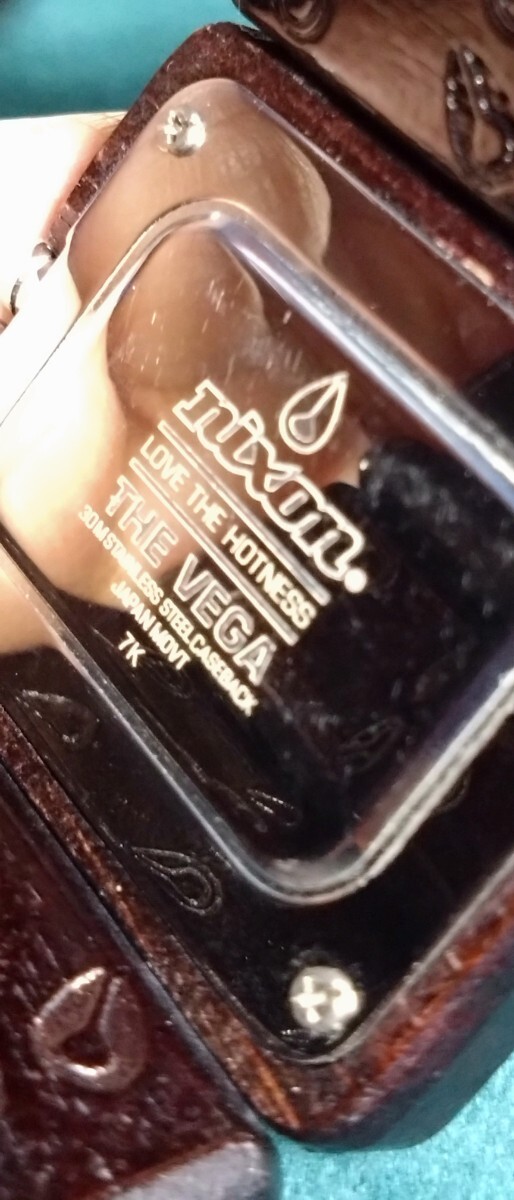 nixon.
LOVE THE HOTNESS
THE VEGA
30M STAINLESS STEEL CASEBACK
JAPAN MOVT
7K